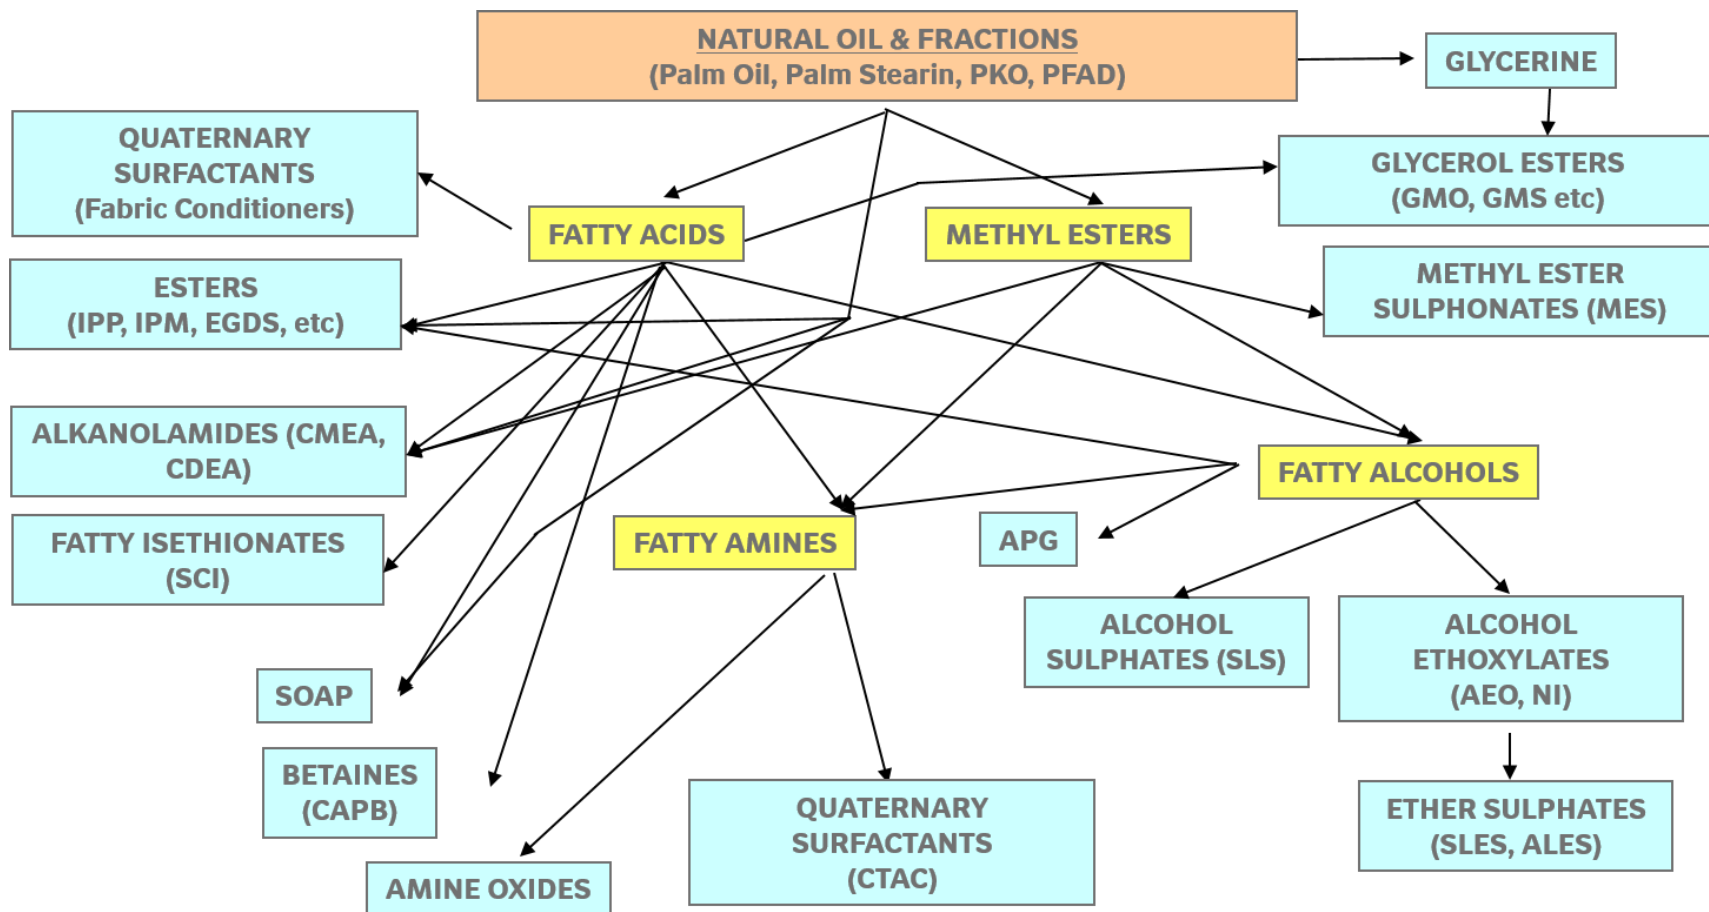 NATURAL OIL & FRACTIONS
(Palm Oil, Palm Stearin, PKO, PFAD)
GLYCERINE
QUATERNARY
SURFACTANTS
(Fabric Conditioners)
GLYCEROL ESTERS
(GMO, GMS etc)
FATTY ACIDS
METHYL ESTERS
ESTERS
(IPP, IPM, EGDS, etc)
METHYL ESTER
SULPHONATES (MES)
ALKANOLAMIDES (CMEA,
CDEA)
FATTY ALCOHOLS
FATTY ISETHIONATES
(SCI)
FATTY AMINES
APG
ALCOHOL
SULPHATES (SLS)
ALCOHOL
ETHOXYLATES
(AEO, NI)
SOAP
BETAINES
(CAPB)
QUATERNARY
SURFACTANTS
(CTAC)
ETHER SULPHATES
(SLES, ALES)
AMINE OXIDES